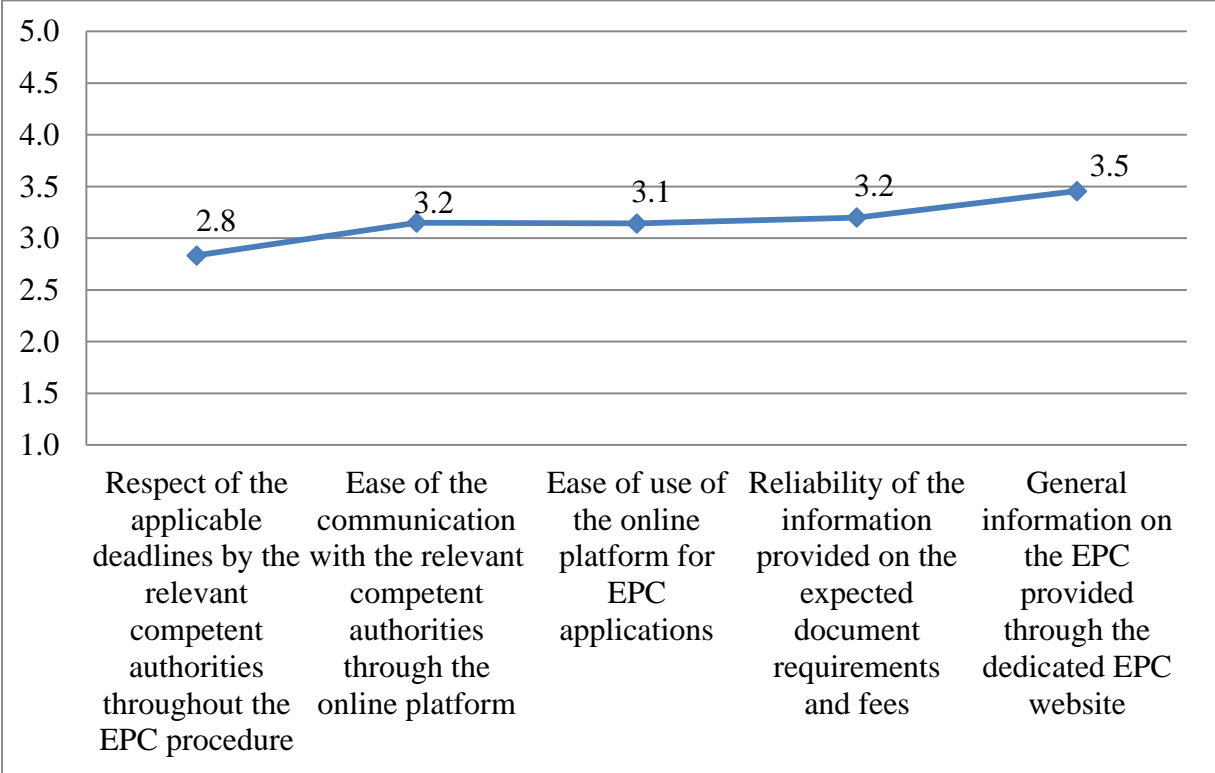 5.0
4.5
4.0
3.5
3.0
2.5
2.0
1.5
1.0
2.8
3.2
3.1
3.2
3.5
Respect of the
applicable
deadlines by the
relevant
competent
authorities
throughout the
EPC procedure
Ease of the
communication
with the relevant
competent
authorities
through the
online platform
Ease of use of
the online
platform for
EPC
applications
Reliability of the
information
provided on the
expected
document
requirements
and fees
General
information on
the EPC
provided
through the
dedicated EPC
website